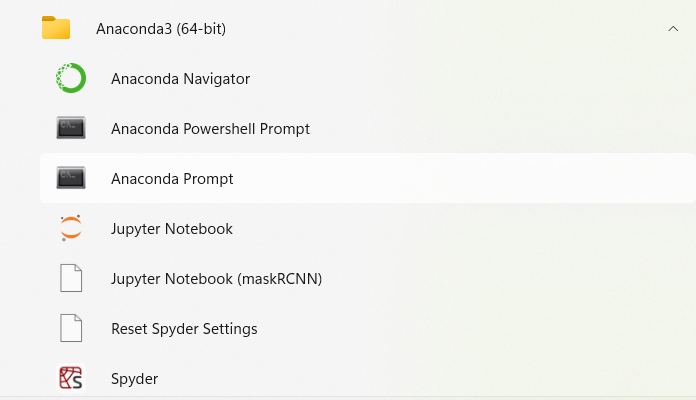 Anaconda3 (64-bit)
Anaconda Navigator
Anaconda Powershell Prompt
Anaconda Prompt
Jupyter Notebook
Jupyter Notebook (maskRCNN)
Reset Spyder Settings
Spyder